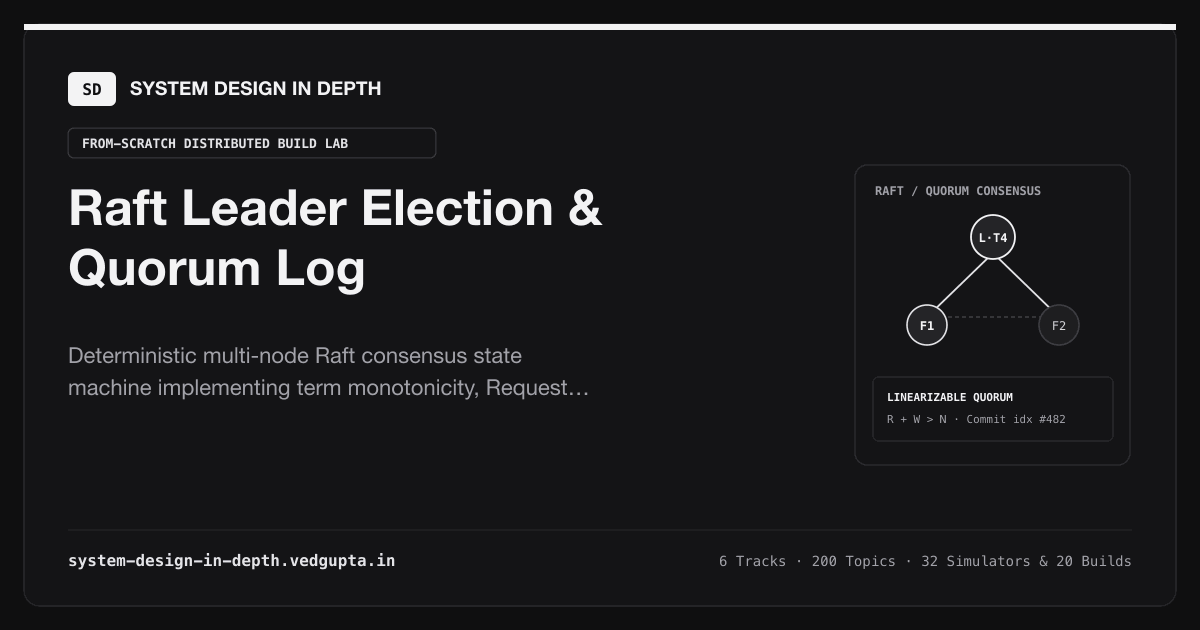 SD SYSTEM DESIGN IN DEPTH
FROM–SCRATCH DISTRIBUTED BUILD LAB
Raft Leader Election &
Quorum Log
Deterministic multi-node Raft consensus state
machine implementing term monotonicity, Request…
RAFT / QUORUM CONSENSUS
L·T4
F1
F2
LINEARIZABLE QUORUM
R + W > N · Commit idx #482
system–design–in–depth.vedgupta.in
6 Tracks · 200 Topics · 32 Simulators & 20 Builds